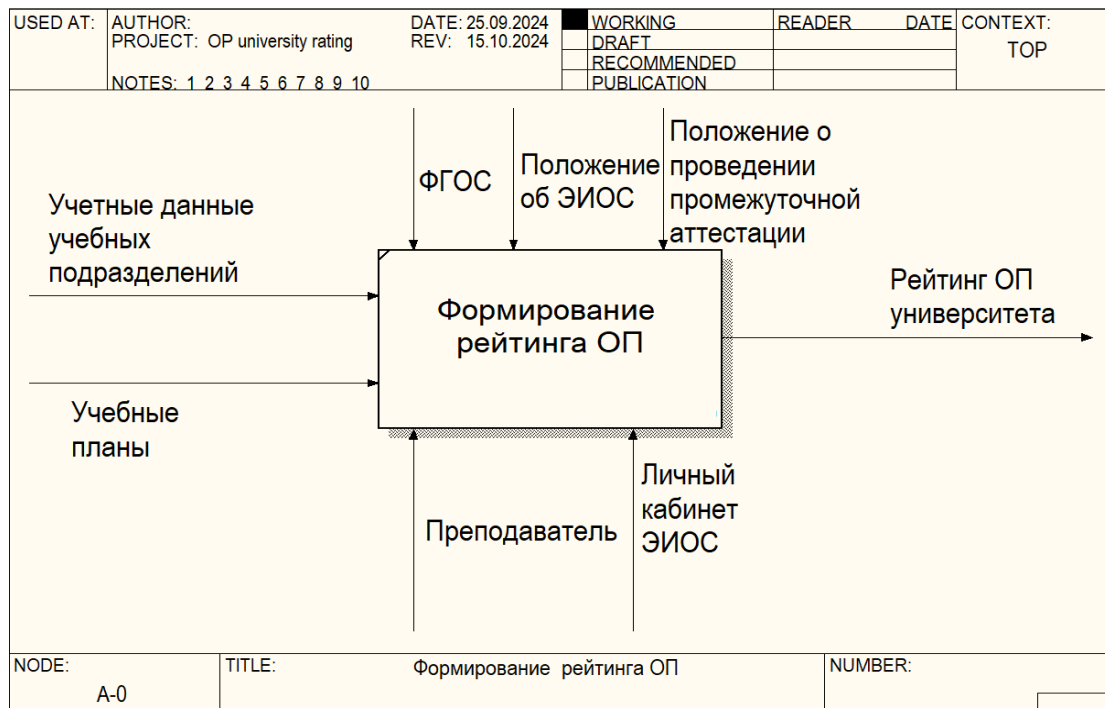 USED AT:
AUTHOR:
DATE: 25.09.2024
PROJECT: OP university rating
REV: 15.10.2024
NOTES: 1 2 3 4 5 6 7 8 9 10
WORKING
DRAFT
RECOMMENDED
PUBLICATION
READER
DATE
CONTEXT:
TOP
ФГОС
Положение
об ЭИОС
Положение о
проведении
промежуточной
аттестации
Учетные данные
учебных
подразделений
Формирование
рейтинга ОП
Рейтинг ОП
университета
Учебные
планы
Преподаватель
Личный
кабинет
ЭИОС
NODE:
A-0
TITLE:
Формирование рейтинга ОП
NUMBER: